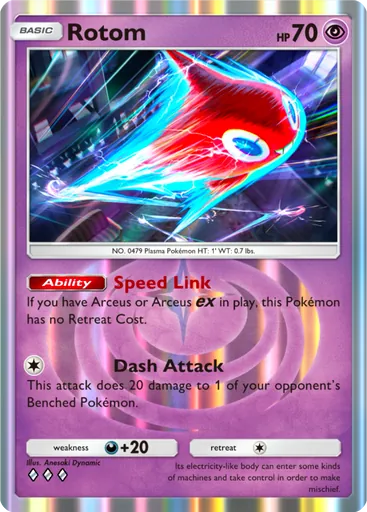 BASIC Rotom HP 70
NO. 0479 Plasma Pokémon HT: 1' WT: 0.7 lbs.
Ability Speed Link
If you have Arceus or Arceus ex in play, this Pokémon
has no Retreat Cost.
Dash Attack
This attack does 20 damage to 1 of your opponent's
Benched Pokémon.
weakness +20 retreat
Illus. Anesaki Dynamic
Its electricity-like body can enter some kinds
of machines and take control in order to make
mischief.